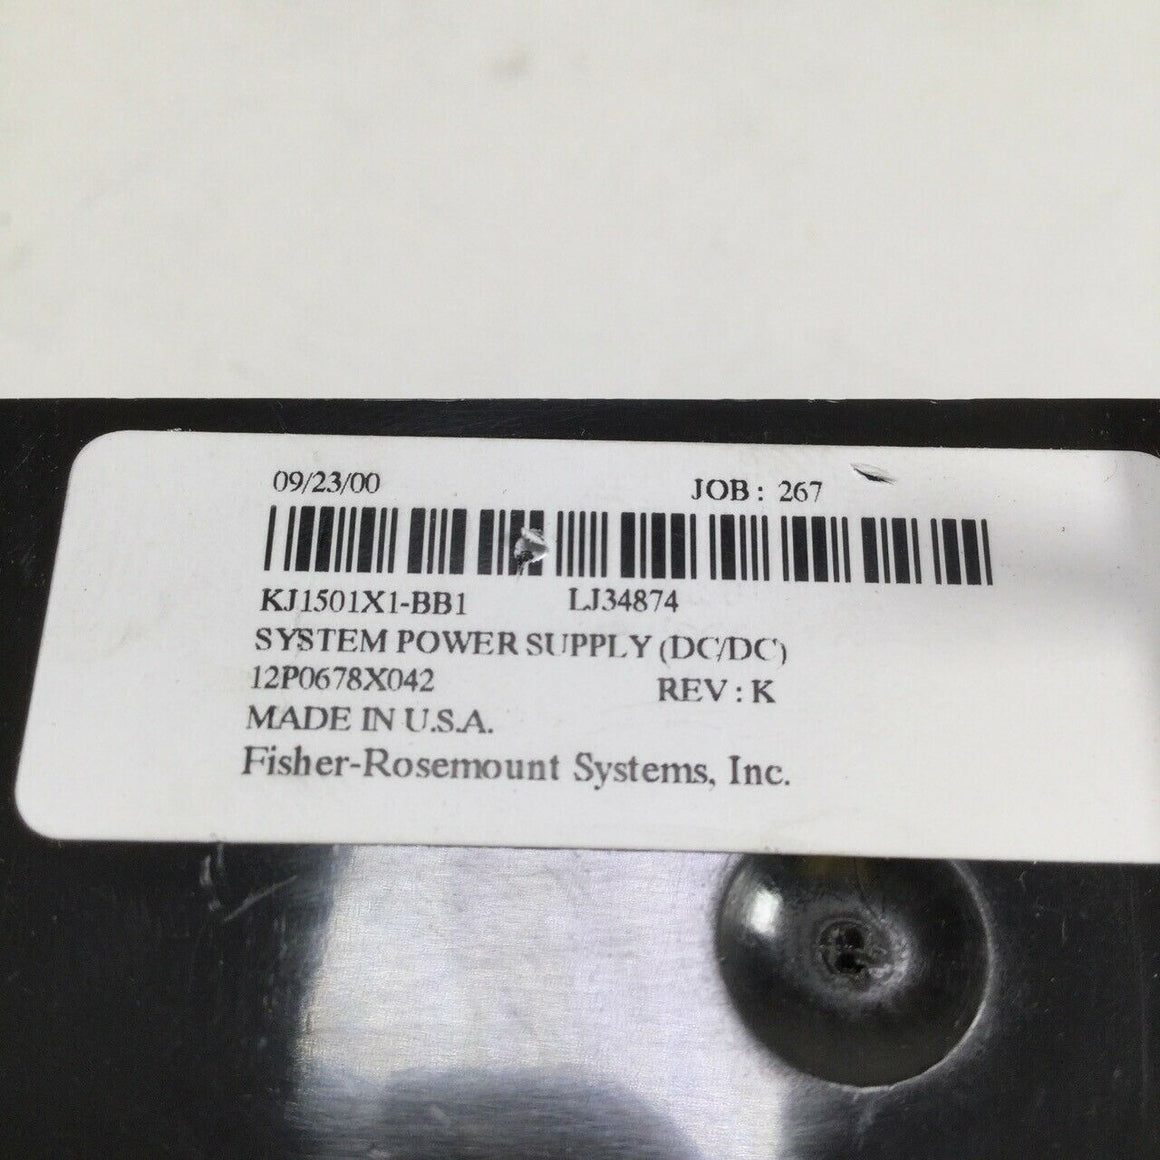 09/23/00 JOB: 267
KJ1501X1-BB1 LJ34874
SYSTEM POWER SUPPLY (DC/DC)
12P0678X042 REV: K
MADE IN U.S.A.
Fisher-Rosemount Systems, Inc.